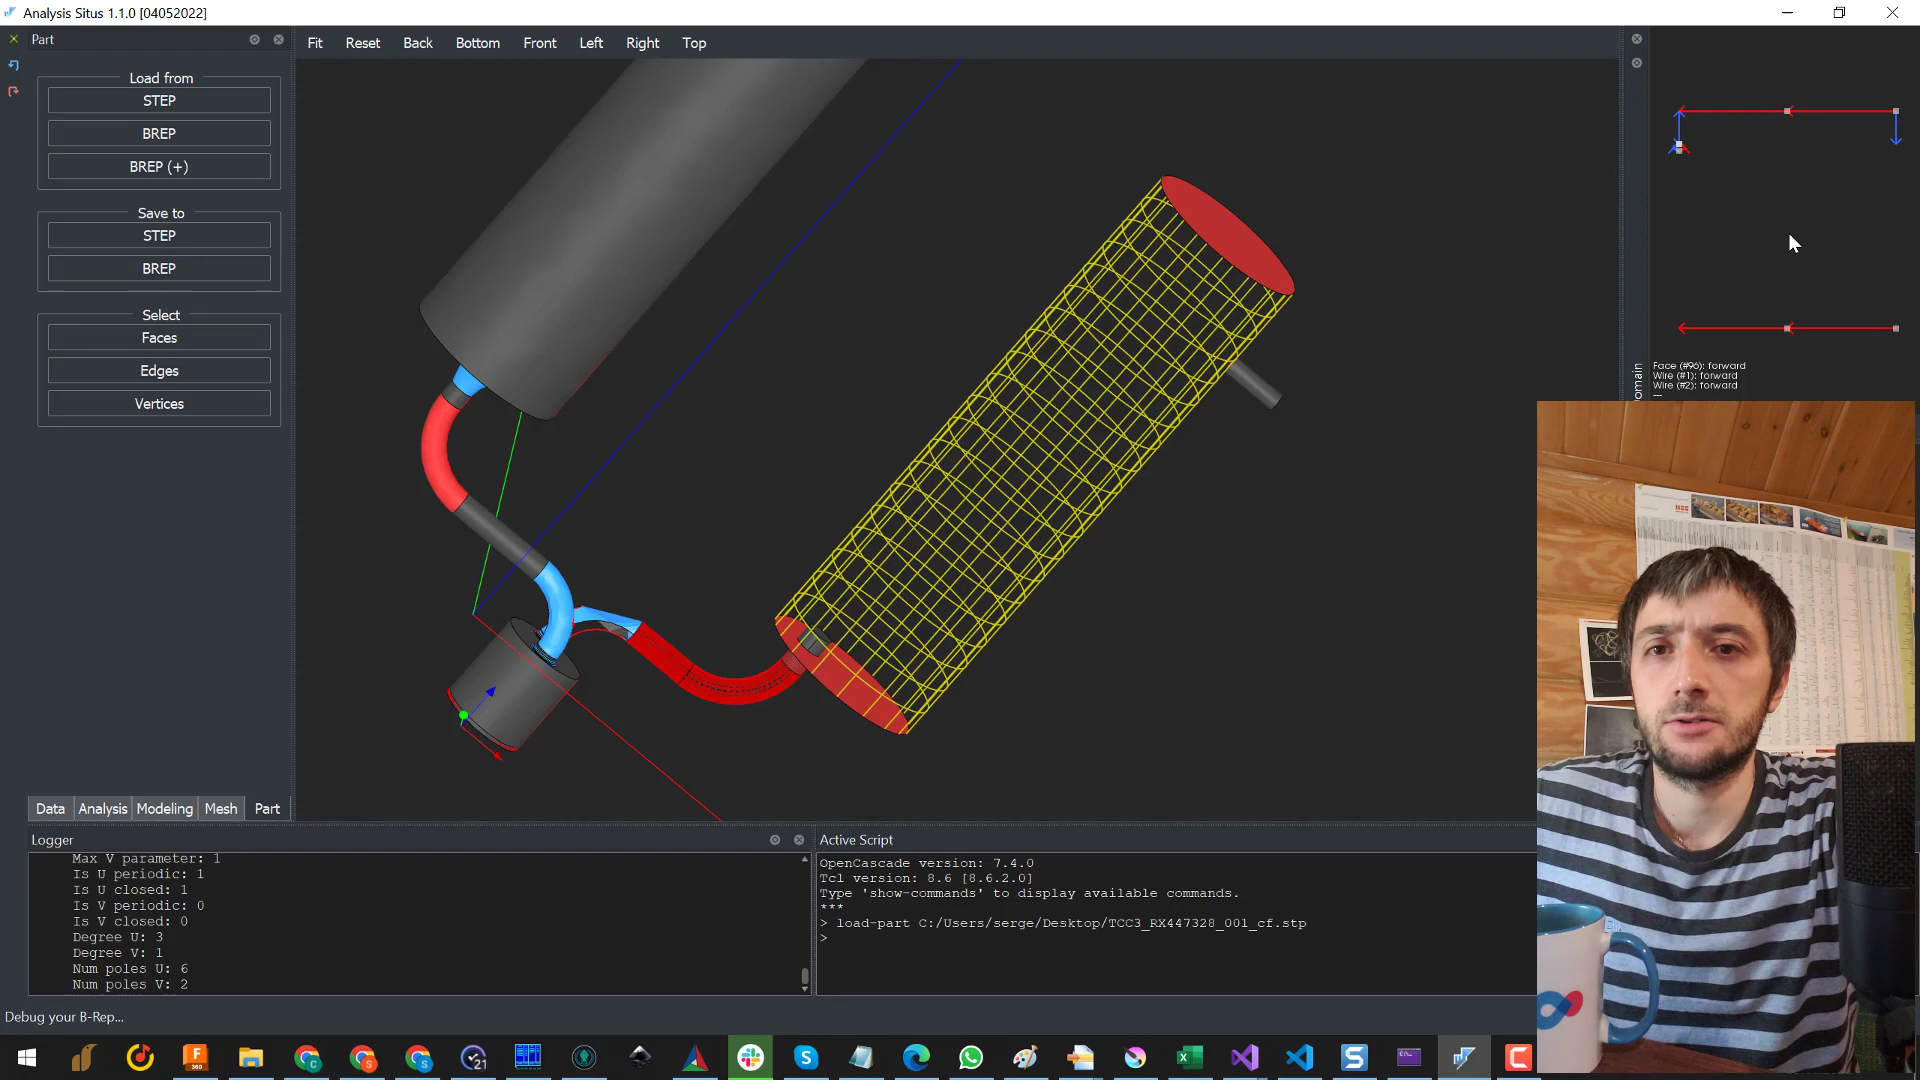 Analysis Situs 1.1.0 [04052022]
Part
Fit Reset Back Bottom Front Left Right Top
Load from
STEP
BREP
BREP (+)
Save to
STEP
BREP
Select
Faces
Edges
Vertices
Face (#96): forward
Wire (#1): forward
Wire (#2): forward
---
Data Analysis Modeling Mesh Part
Logger
Max V parameter: 1
Is U periodic: 1
Is U closed: 1
Is V periodic: 0
Is V closed: 0
Degree U: 3
Degree V: 1
Num poles U: 6
Num poles V: 2
Active Script
OpenCascade version: 7.4.0
Tcl version: 8.6 [8.6.2.0]
Type 'show-commands' to display available commands.
***
> load-part C:/Users/serge/Desktop/TCC3_RX447328_001_cf.stp
>
Debug your B-Rep...
F
360
C
S
S
21
S
S
C